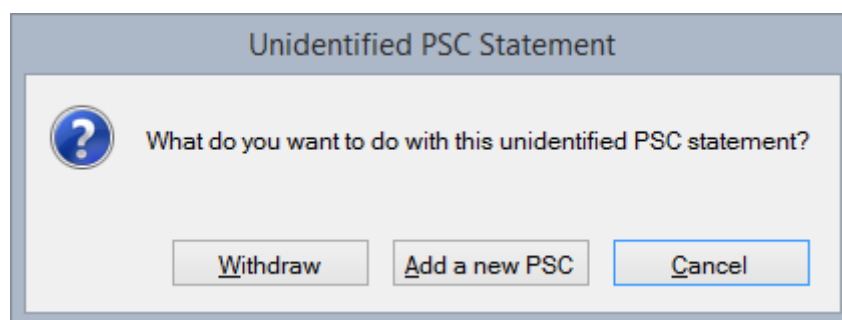 Unidentified PSC Statement
What do you want to do with this unidentified PSC statement?
Withdraw Add a new PSC Cancel